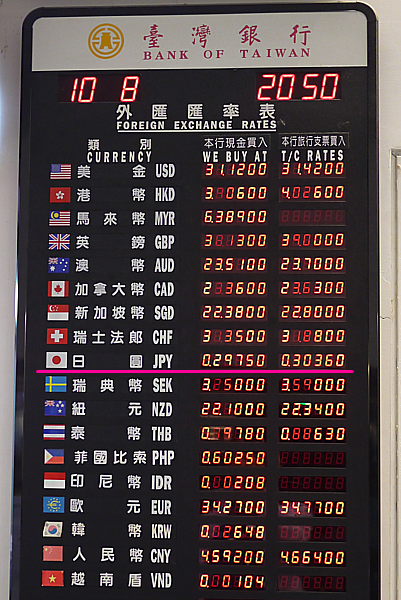 臺灣銀行
BANK OF TAIWAN
10 8 20 50
外匯匯率表
FOREIGN EXCHANGE RATES
類別 本行現金買入 本行旅行支票買入
CURRENCY WE BUY AT T/C RATES
美金 USD 31.1200 31.4200
港幣 HKD 3.90600 4.02600
馬來幣 MYR 6.38900
英鎊 GBP 39.0000
澳幣 AUD 23.5100 23.7000
加拿大幣 CAD 23.6300
新加坡幣 SGD 22.3800 22.8000
瑞士法郎 CHF 31.3500
日圓 JPY 0.29750 0.30360
瑞典幣 SEK 3.25000 3.59000
紐元 NZD 22.1000 22.3400
泰幣 THB 0.79780 0.88630
菲國比索 PHP 0.60250
印尼幣 IDR 0.00208
歐元 EUR 34.2700 34.7700
韓幣 KRW 0.02648
人民幣 CNY 4.59200 4.66400
越南盾 VND 0.00104